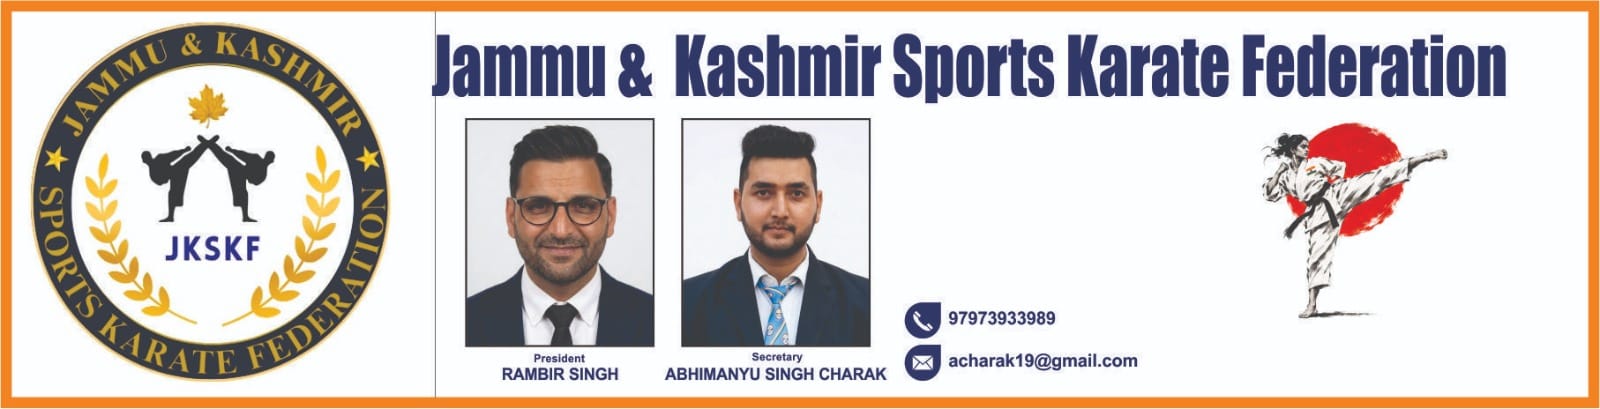 JAMMU & KASHMIR
SPORTS KARATE FEDERATION
JKSKF
Jammu & Kashmir Sports Karate Federation
President
RAMBIR SINGH
Secretary
ABHIMANYU SINGH CHARAK
97973933989
acharak19@gmail.com